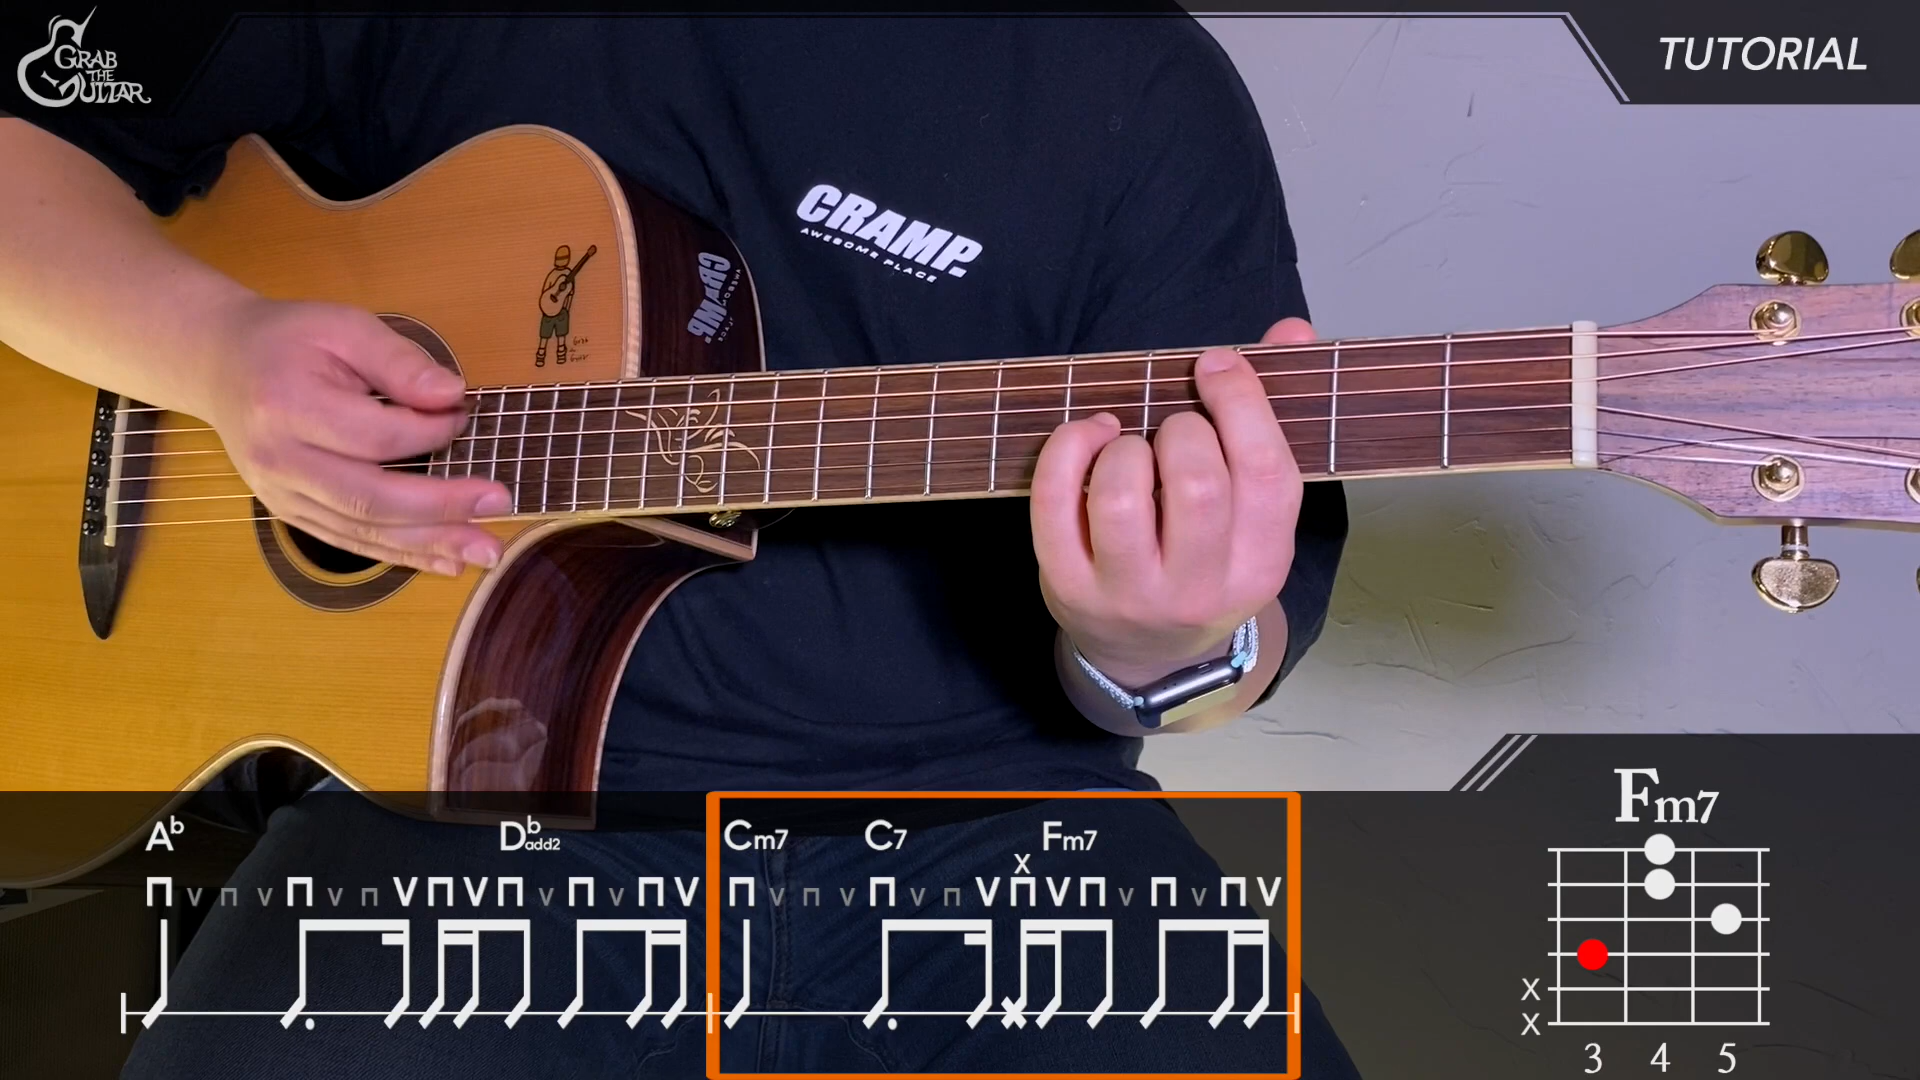 GRAB
THE
GUITAR
TUTORIAL
CRAMP.
AWESOME PLACE
A♭ D♭add2 Cm7 C7 Fm7
x
Fm7
X
X
3 4 5